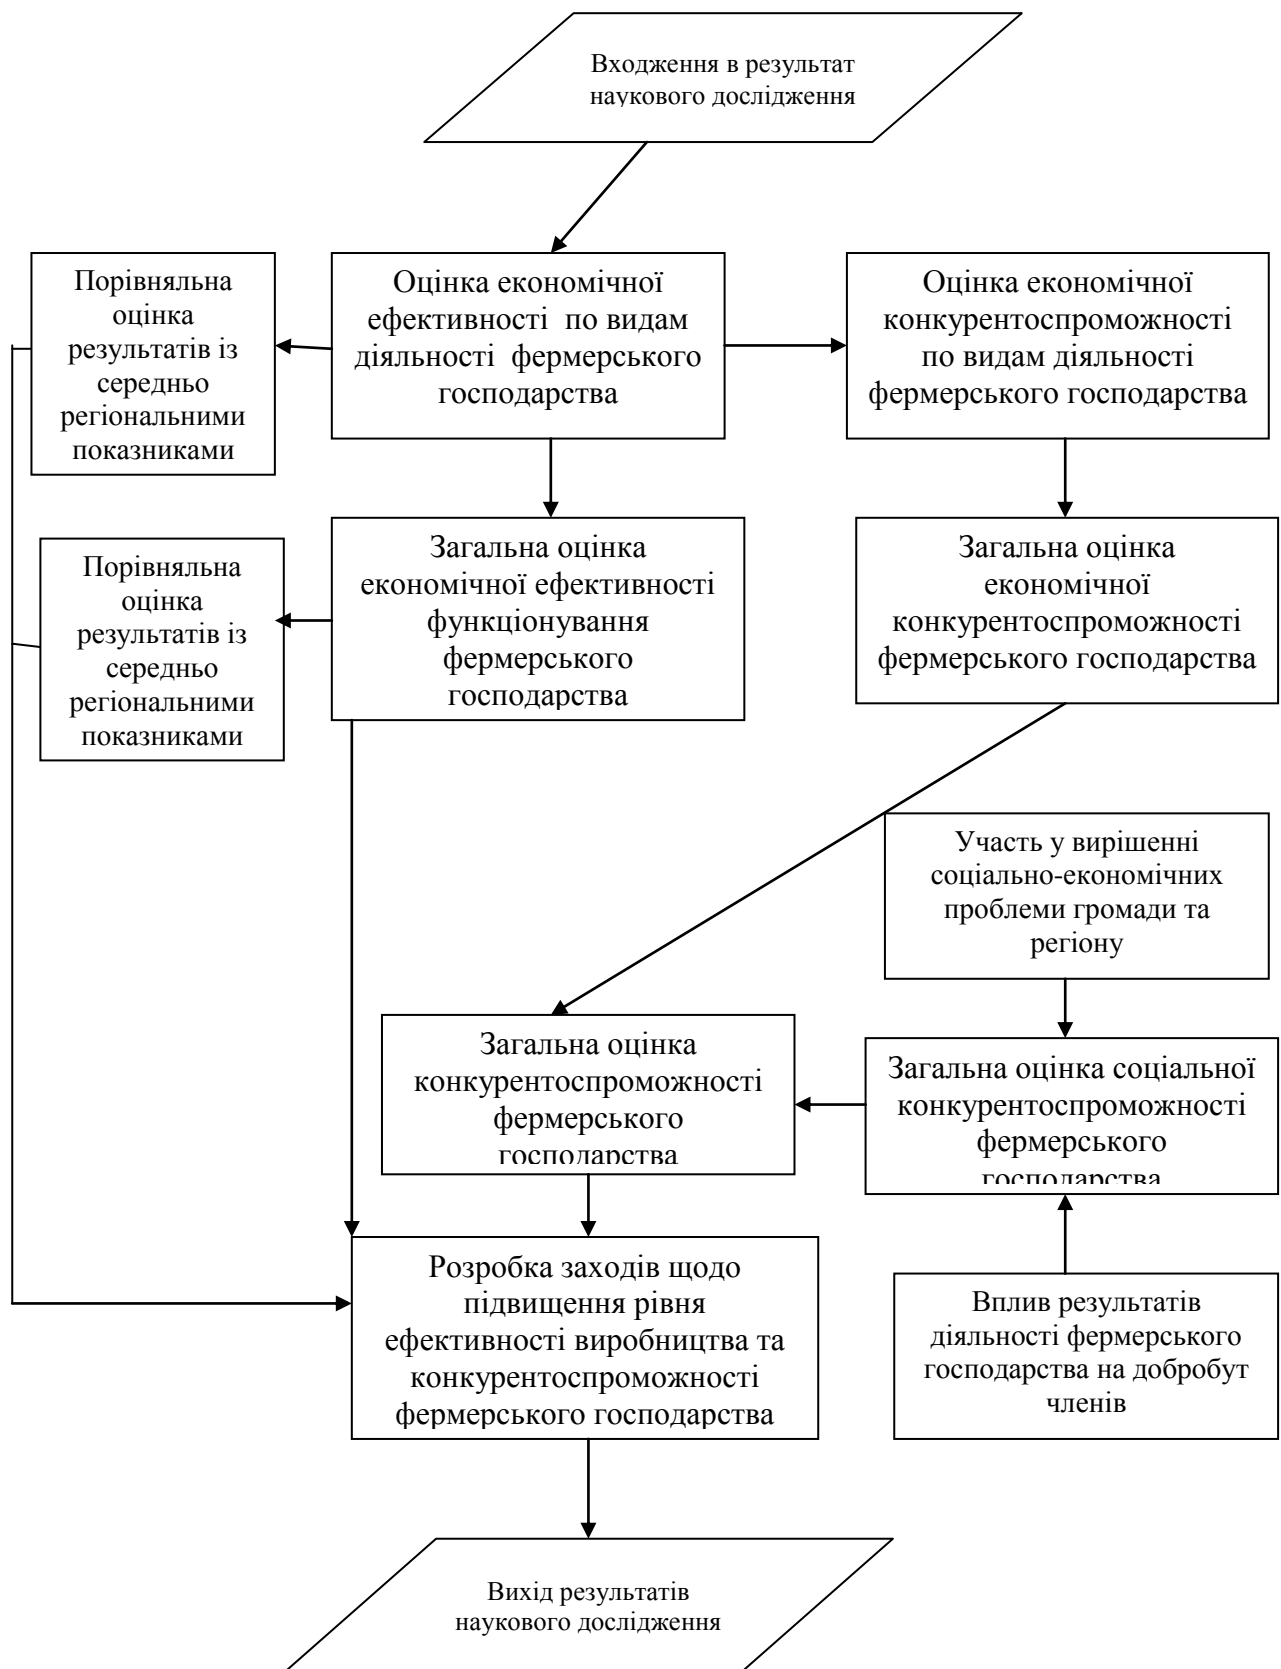 Входження в результат
наукового дослідження
Порівняльна
оцінка
результатів із
середньо
регіональними
показниками
Оцінка економічної
ефективності по видам
діяльності фермерського
господарства
Оцінка економічної
конкурентоспроможності
по видам діяльності
фермерського господарства
Порівняльна
оцінка
результатів із
середньо
регіональними
показниками
Загальна оцінка
економічної ефективності
функціонування
фермерського
господарства
Загальна оцінка
економічної
конкурентоспроможності
фермерського господарства
Участь у вирішенні
соціально-економічних
проблеми громади та
регіону
Загальна оцінка
конкурентоспроможності
фермерського
господарства
Загальна оцінка соціальної
конкурентоспроможності
фермерського
господарства
Розробка заходів щодо
підвищення рівня
ефективності виробництва та
конкурентоспроможності
фермерського господарства
Вплив результатів
діяльності фермерського
господарства на добробут
членів
Вихід результатів
наукового дослідження